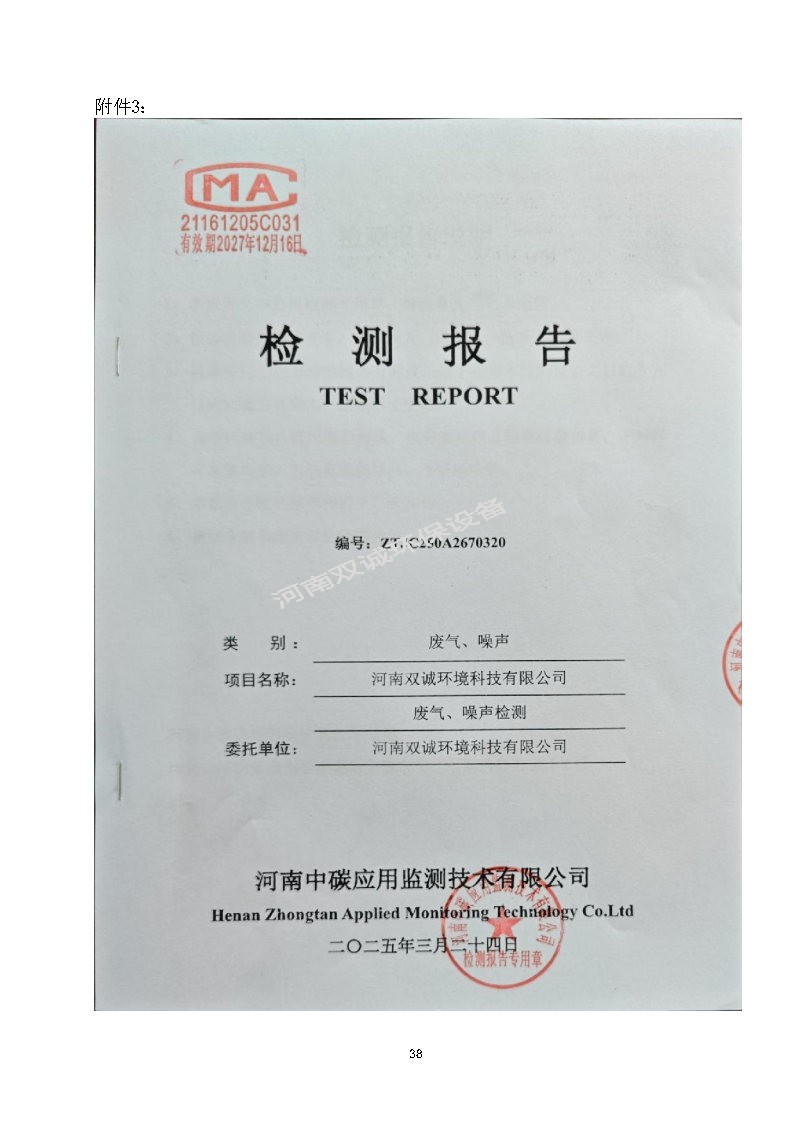 附件3：
MA
21161205C031
有效期2027年12月16日
检 测 报 告
TEST REPORT
河南双诚环保设备
编号：
类 别： 废气、噪声
项目名称： 河南双诚环境科技有限公司
废气、噪声检测
委托单位： 河南双诚环境科技有限公司
河南中碳应用监测技术有限公司
Henan Zhongtan Applied Monitoring Technology Co.Ltd
二〇二五年三月二十四日
检测报告专用章
38